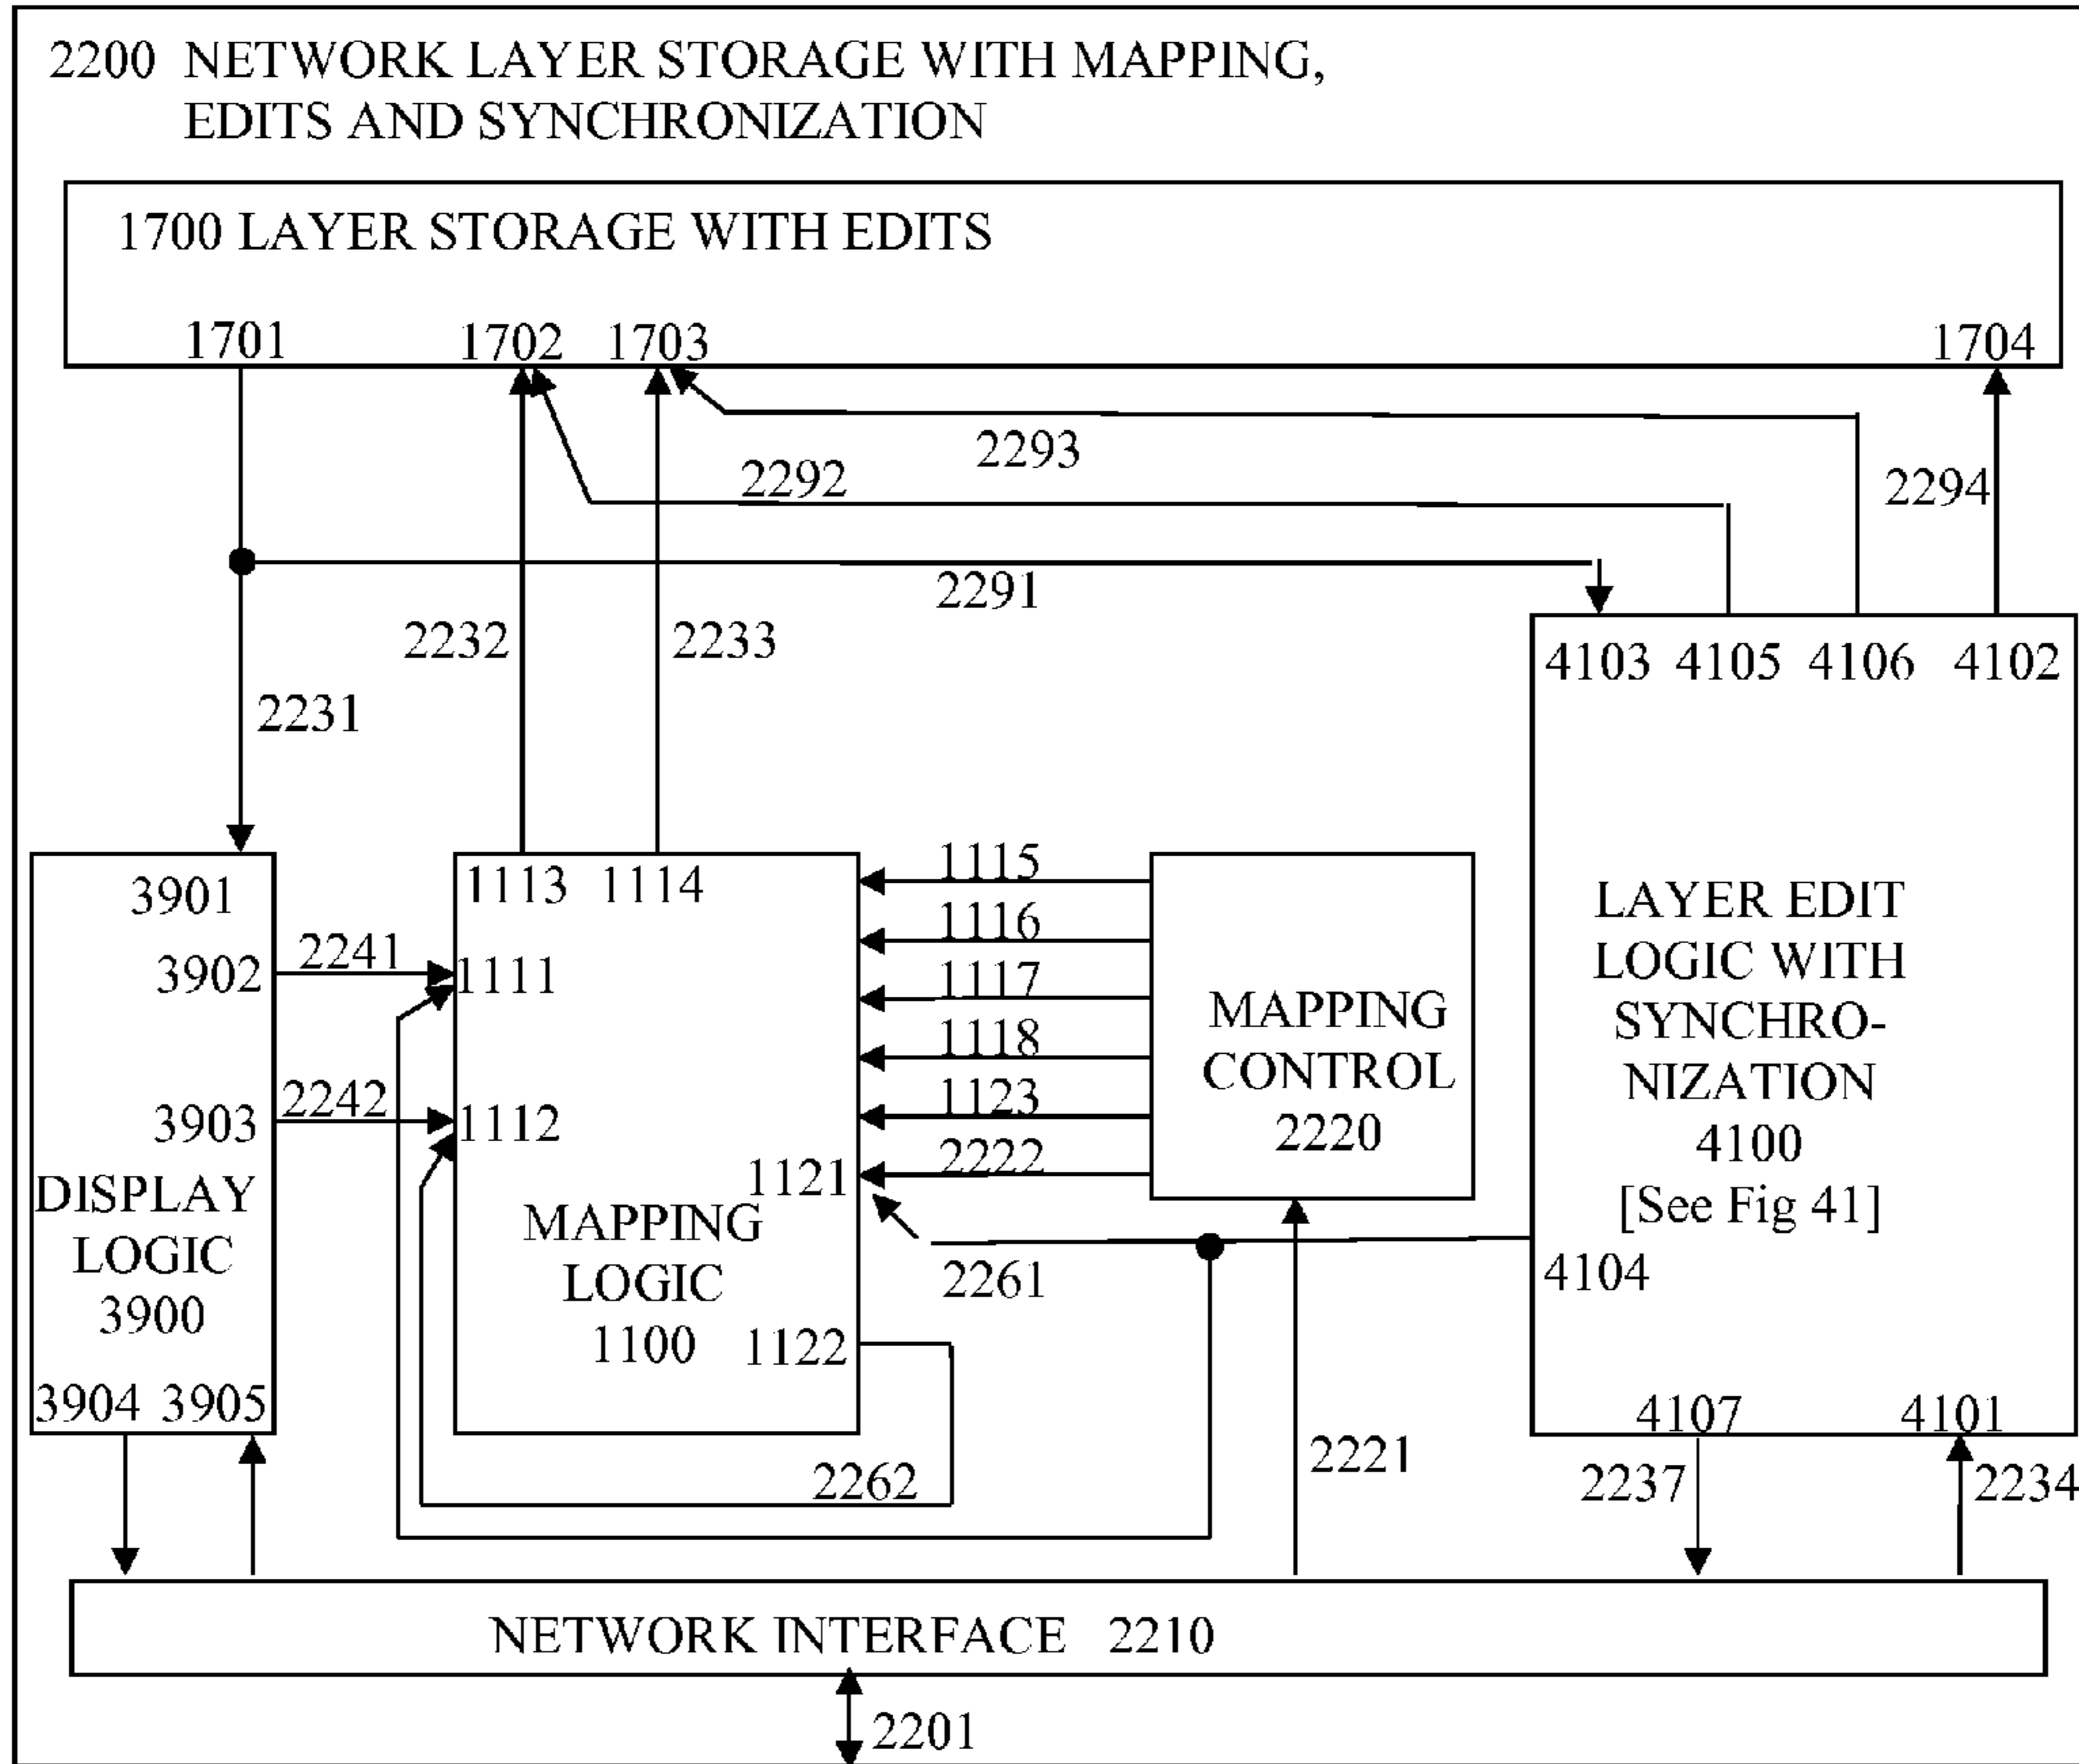 2200 NETWORK LAYER STORAGE WITH MAPPING,
EDITS AND SYNCHRONIZATION
1700 LAYER STORAGE WITH EDITS
1701 1702 1703 1704
2293
2292 2294
2291
2232 2233
4103 4105 4106 4102
2231
1115
3901 1113 1114
1116
2241
3902 1111
1117
1118
1123
2242
3903 1112
2222
1121
MAPPING
CONTROL
2220
LAYER EDIT
LOGIC WITH
SYNCHRO-
NIZATION
4100
[See Fig 41]
DISPLAY
LOGIC
3900
MAPPING
LOGIC
1100
1122
2261
4104
3904 3905
4107 4101
2262
2221
2237 2234
NETWORK INTERFACE 2210
2201